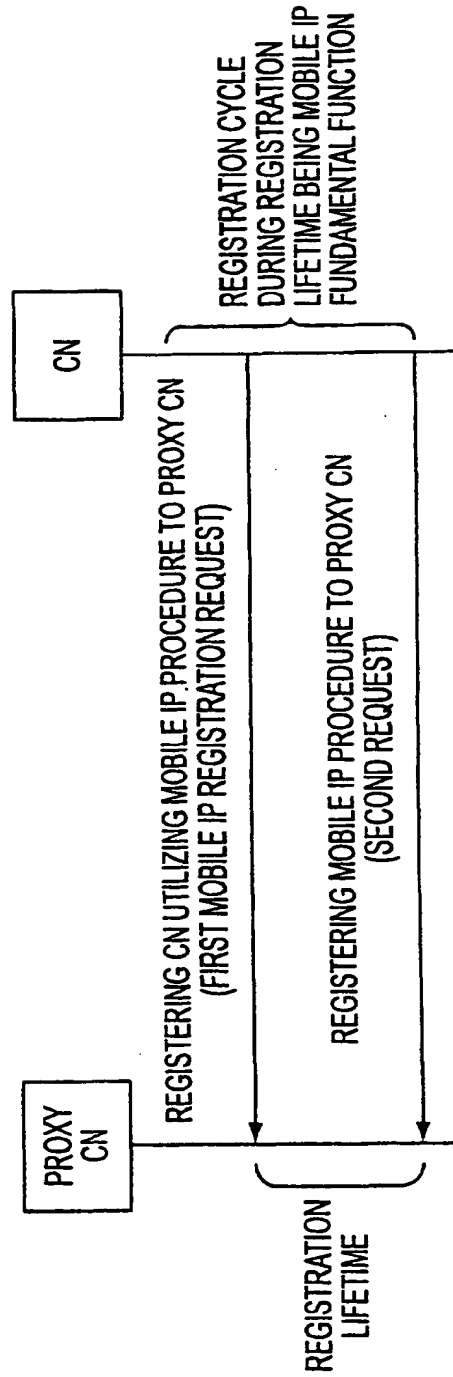 PROXY
CN
CN
REGISTERING CN UTILIZING MOBILE IP PROCEDURE TO PROXY CN
(FIRST MOBILE IP REGISTRATION REQUEST)
REGISTERING MOBILE IP PROCEDURE TO PROXY CN
(SECOND REQUEST)
REGISTRATION
LIFETIME
REGISTRATION CYCLE
DURING REGISTRATION
LIFETIME BEING MOBILE IP
FUNDAMENTAL FUNCTION